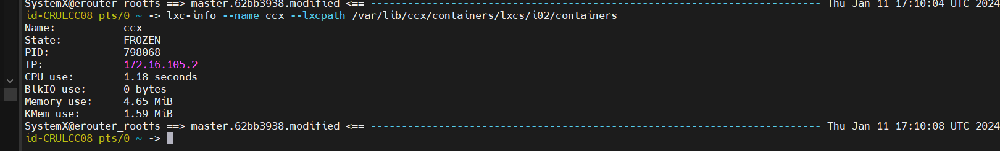 SystemX@erouter_rootfs ==> master.62bb3938.modified <== ------------------------------------------------------------------------- Thu Jan 11 17:10:04 UTC 2024
id-CRULCC08 pts/0 ~ -> lxc-info --name ccx --lxcpath /var/lib/ccx/containers/lxcs/i02/containers
Name:           ccx
State:          FROZEN
PID:            798068
IP:             172.16.105.2
CPU use:        1.18 seconds
BlkIO use:      0 bytes
Memory use:     4.65 MiB
KMem use:       1.59 MiB
SystemX@erouter_rootfs ==> master.62bb3938.modified <== ------------------------------------------------------------------------- Thu Jan 11 17:10:08 UTC 2024
id-CRULCC08 pts/0 ~ ->